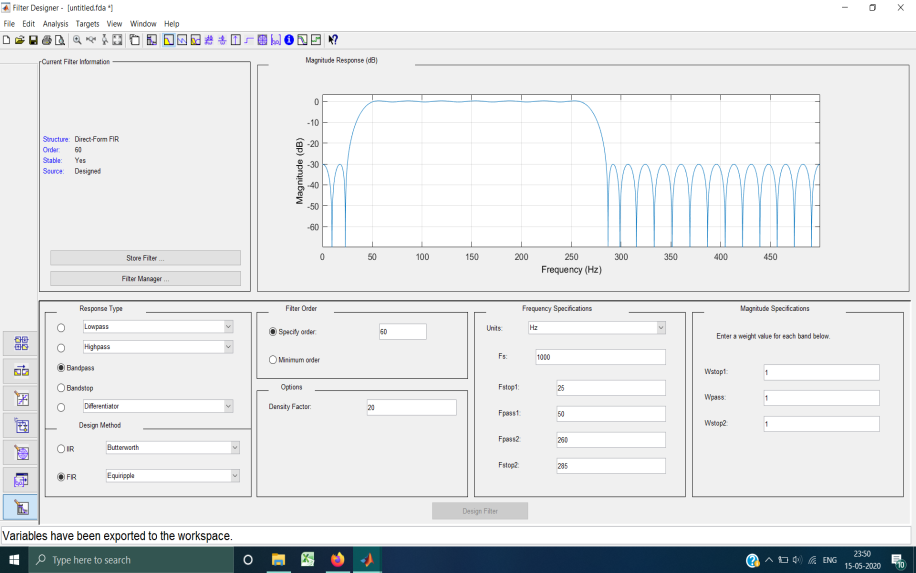 Filter Designer - [untitled.fda *]
File Edit Analysis Targets View Window Help
Current Filter Information
Structure: Direct-Form FIR
Order: 60
Stable: Yes
Source: Designed
Store Filter ...
Filter Manager ...
Magnitude Response (dB)
Magnitude (dB)
0
-10
-20
-30
-40
-50
-60
0 50 100 150 200 250 300 350 400 450
Frequency (Hz)
Response Type
Lowpass
Highpass
Bandpass
Bandstop
Differentiator
Design Method
IIR Butterworth
FIR Equiripple
Filter Order
Specify order: 60
Minimum order
Options
Density Factor: 20
Frequency Specifications
Units: Hz
Fs: 1000
Fstop1: 25
Fpass1: 50
Fpass2: 260
Fstop2: 285
Magnitude Specifications
Enter a weight value for each band below.
Wstop1: 1
Wpass: 1
Wstop2: 1
Design Filter
Variables have been exported to the workspace.
Type here to search
ENG
23:50
15-05-2020
10